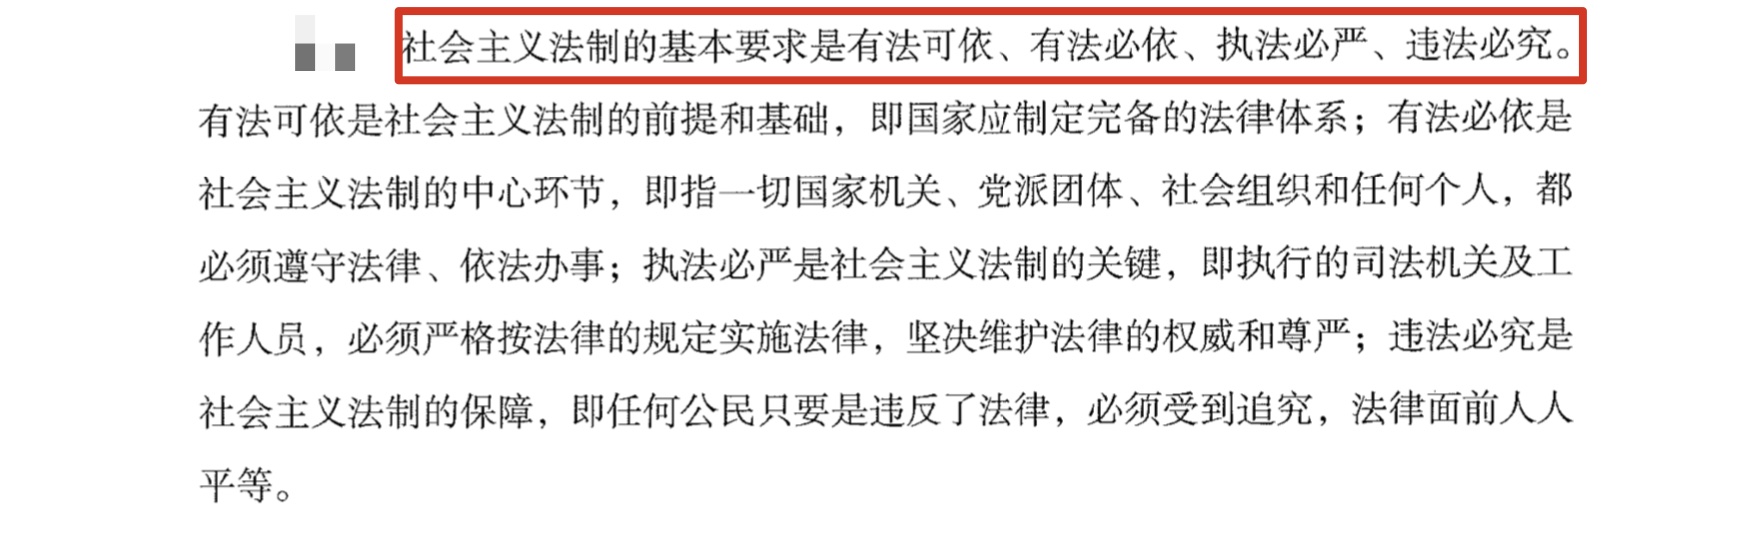 社会主义法制的基本要求是有法可依、有法必依、执法必严、违法必究。
有法可依是社会主义法制的前提和基础，即国家应制定完备的法律体系；有法必依是
社会主义法制的中心环节，即指一切国家机关、党派团体、社会组织和任何个人，都
必须遵守法律、依法办事；执法必严是社会主义法制的关键，即执行的司法机关及工
作人员，必须严格按法律的规定实施法律，坚决维护法律的权威和尊严；违法必究是
社会主义法制的保障，即任何公民只要是违反了法律，必须受到追究，法律面前人人
平等。